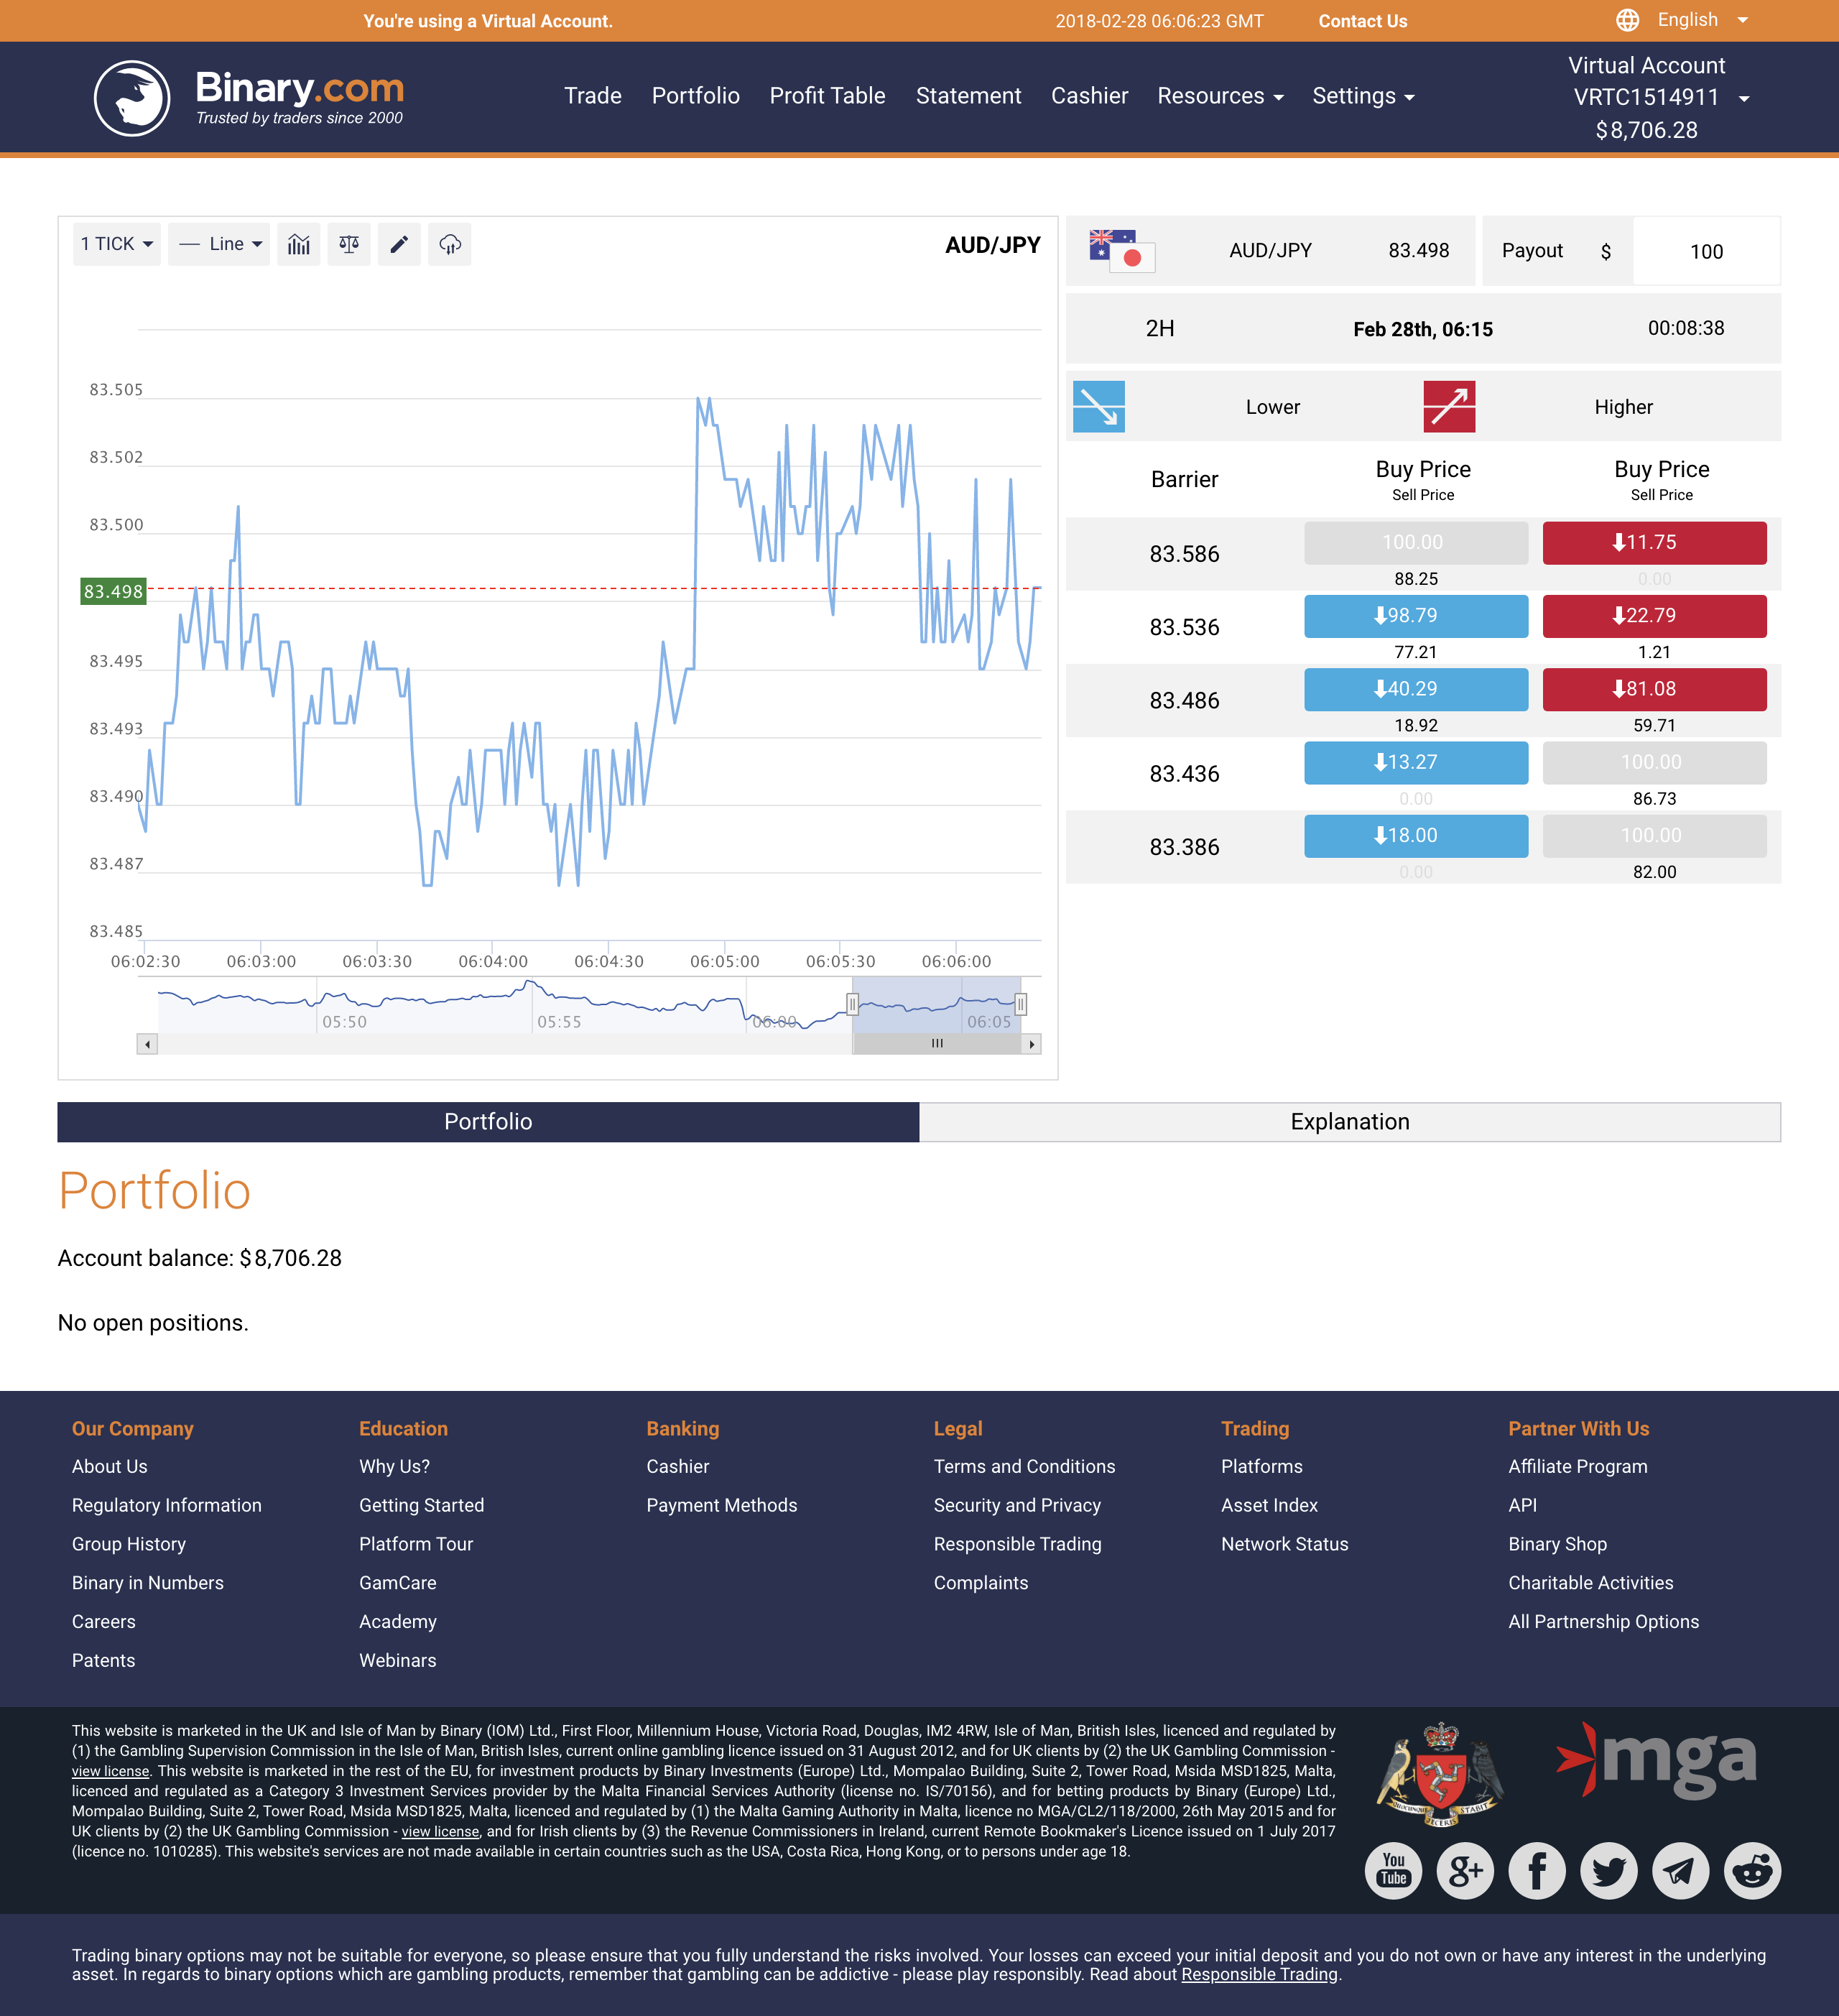 You're using a Virtual Account.
2018-02-28 06:06:23 GMT
Contact Us
English
Binary.com
Trusted by traders since 2000
Trade
Portfolio
Profit Table
Statement
Cashier
Resources
Settings
Virtual Account
VRTC1514911
$8,706.28
1 TICK
Line
AUD/JPY
83.505
83.502
83.500
83.498
83.495
83.493
83.490
83.487
83.485
06:02:30
06:03:00
06:03:30
06:04:00
06:04:30
06:05:00
06:05:30
06:06:00
05:50
05:55
06:00
06:05
AUD/JPY
83.498
Payout
$
100
2H
Feb 28th, 06:15
00:08:38
Lower
Higher
Barrier
Buy Price
Sell Price
Buy Price
Sell Price
83.586
100.00
88.25
11.75
0.00
83.536
98.79
77.21
22.79
1.21
83.486
40.29
18.92
81.08
59.71
83.436
13.27
0.00
100.00
86.73
83.386
18.00
0.00
100.00
82.00
Portfolio
Explanation
Portfolio
Account balance: $8,706.28
No open positions.
Our Company
About Us
Regulatory Information
Group History
Binary in Numbers
Careers
Patents
Education
Why Us?
Getting Started
Platform Tour
GamCare
Academy
Webinars
Banking
Cashier
Payment Methods
Legal
Terms and Conditions
Security and Privacy
Responsible Trading
Complaints
Trading
Platforms
Asset Index
Network Status
Partner With Us
Affiliate Program
API
Binary Shop
Charitable Activities
All Partnership Options
This website is marketed in the UK and Isle of Man by Binary (IOM) Ltd., First Floor, Millennium House, Victoria Road, Douglas, IM2 4RW, Isle of Man, British Isles, licenced and regulated by
(1) the Gambling Supervision Commission in the Isle of Man, British Isles, current online gambling licence issued on 31 August 2012, and for UK clients by (2) the UK Gambling Commission -
view license. This website is marketed in the rest of the EU, for investment products by Binary Investments (Europe) Ltd., Mompalao Building, Suite 2, Tower Road, Msida MSD1825, Malta,
licenced and regulated as a Category 3 Investment Services provider by the Malta Financial Services Authority (license no. IS/70156), and for betting products by Binary (Europe) Ltd.,
Mompalao Building, Suite 2, Tower Road, Msida MSD1825, Malta, licenced and regulated by (1) the Malta Gaming Authority in Malta, licence no MGA/CL2/118/2000, 26th May 2015 and for
UK clients by (2) the UK Gambling Commission - view license, and for Irish clients by (3) the Revenue Commissioners in Ireland, current Remote Bookmaker's Licence issued on 1 July 2017
(licence no. 1010285). This website's services are not made available in certain countries such as the USA, Costa Rica, Hong Kong, or to persons under age 18.
mga
You
Tube
g+
Trading binary options may not be suitable for everyone, so please ensure that you fully understand the risks involved. Your losses can exceed your initial deposit and you do not own or have any interest in the underlying
asset. In regards to binary options which are gambling products, remember that gambling can be addictive - please play responsibly. Read about Responsible Trading.